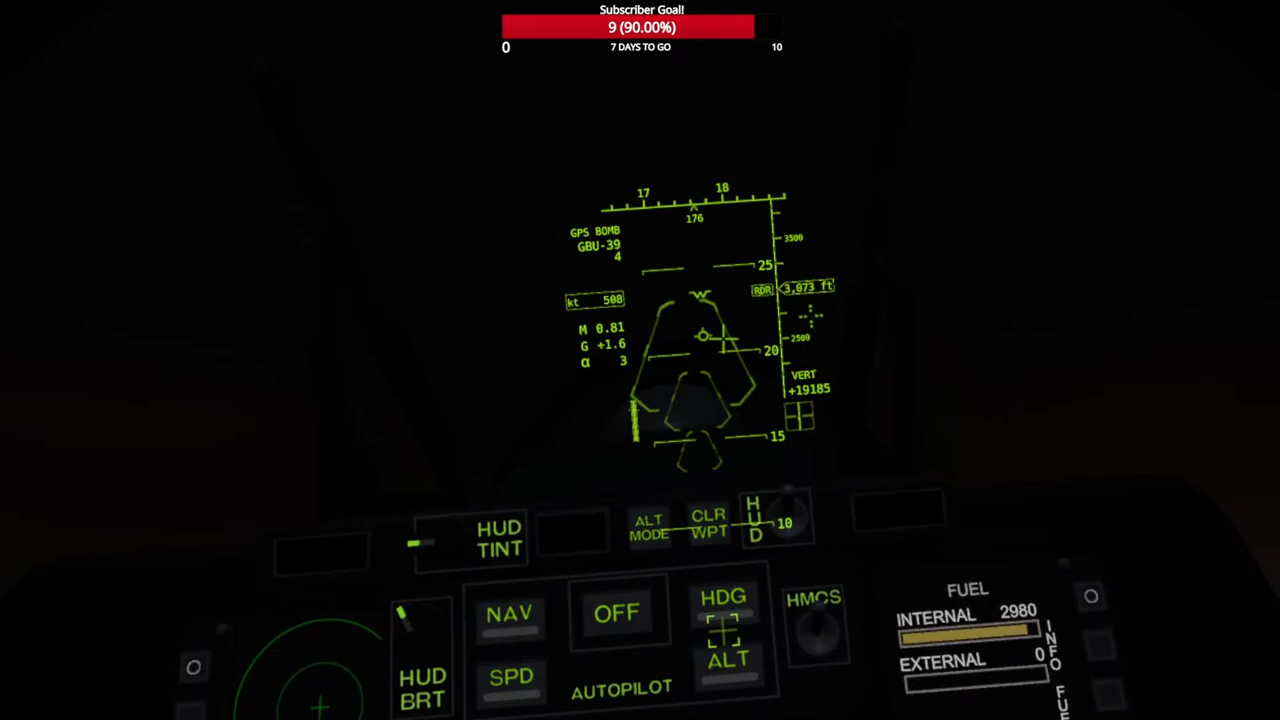 Subscriber Goal!
9 (90.00%)
0
7 DAYS TO GO
10
17
18
176
GPS BOMB
GBU-39
4
3500
25
kt 508
RDR
3,073 ft
M 0.81
G +1.6
α 3
2500
20
VERT
+19185
15
HUD
TINT
ALT
MODE
CLR
WPT
HUD
10
NAV
OFF
HDG
HMCS
SPD
ALT
AUTOPILOT
HUD
BRT
FUEL
INTERNAL 2980
EXTERNAL 0
INFO
FUE